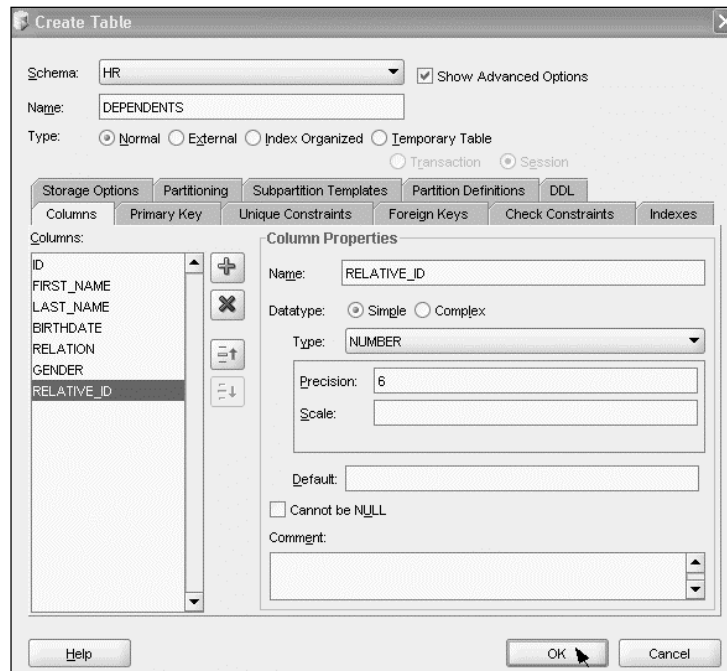 Create Table
Schema: HR Show Advanced Options
Name: DEPENDENTS
Type: Normal External Index Organized Temporary Table
Transaction Session
Storage Options Partitioning Subpartition Templates Partition Definitions DDL
Columns Primary Key Unique Constraints Foreign Keys Check Constraints Indexes
Columns:
ID
FIRST_NAME
LAST_NAME
BIRTHDATE
RELATION
GENDER
RELATIVE_ID
Column Properties
Name: RELATIVE_ID
Datatype: Simple Complex
Type: NUMBER
Precision: 6
Scale:
Default:
Cannot be NULL
Comment:
Help OK Cancel